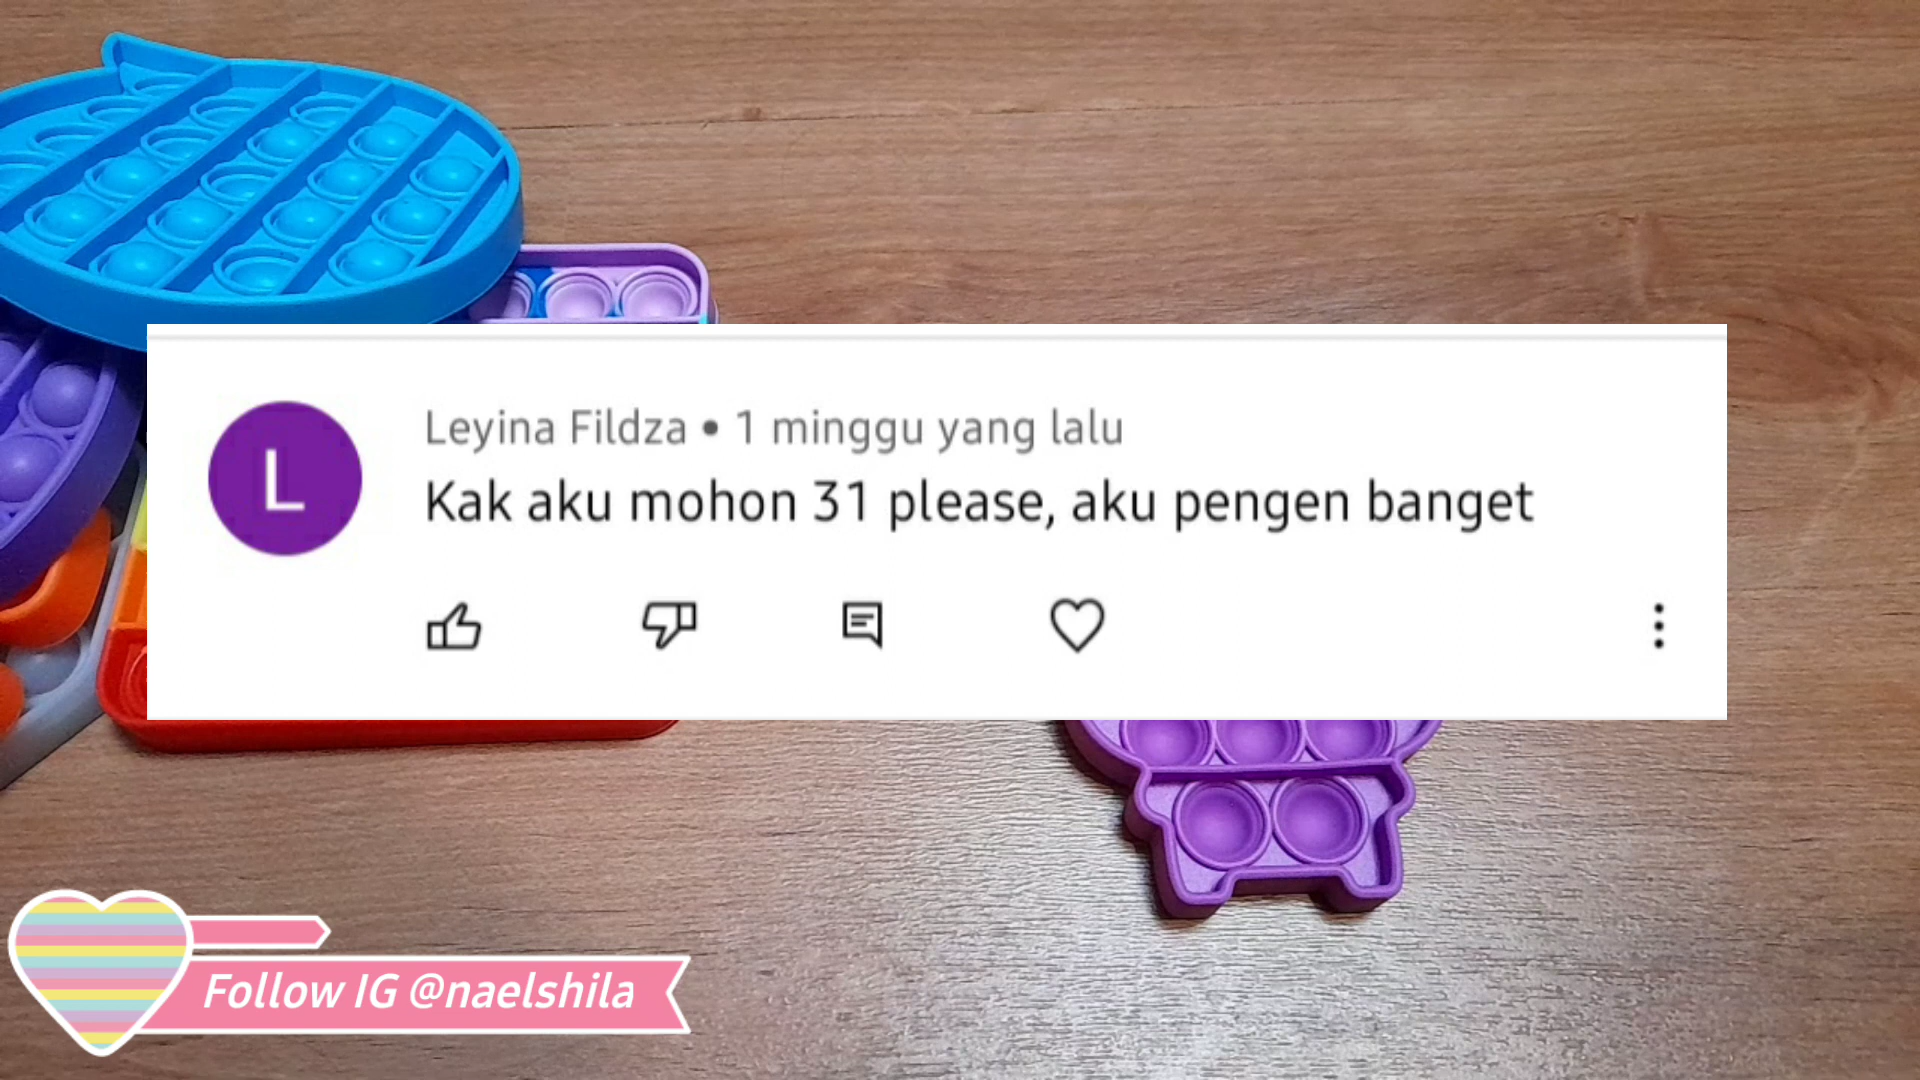 L
Leyina Fildza • 1 minggu yang lalu
Kak aku mohon 31 please, aku pengen banget
Follow IG @naelshila